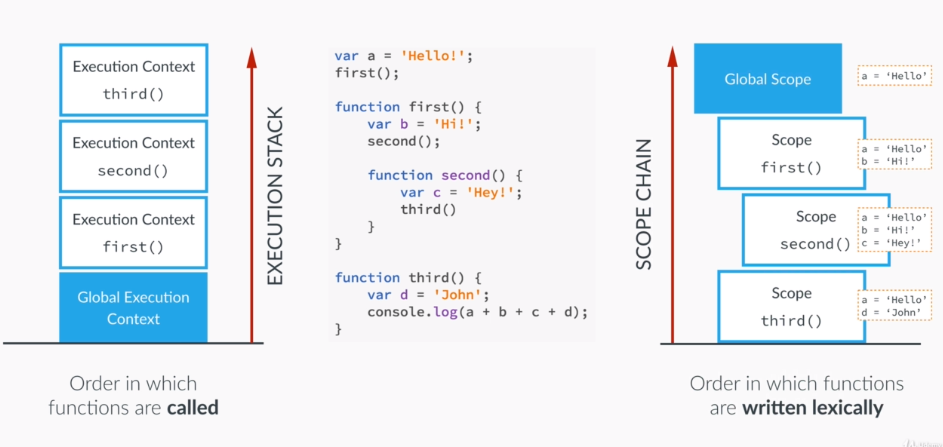 Execution Context
third()
Execution Context
second()
Execution Context
first()
Global Execution
Context
EXECUTION STACK
Order in which
functions are called
var a = 'Hello!';
first();
function first() {
var b = 'Hi!';
second();
function second() {
var c = 'Hey!';
third()
}
}
function third() {
var d = 'John';
console.log(a + b + c + d);
}
SCOPE CHAIN
Global Scope
a = ‘Hello’
Scope
first()
a = ‘Hello’
b = ‘Hi!’
Scope
second()
a = ‘Hello’
b = ‘Hi!’
c = ‘Hey!’
Scope
third()
a = ‘Hello’
d = ‘John’
Order in which functions
are written lexically